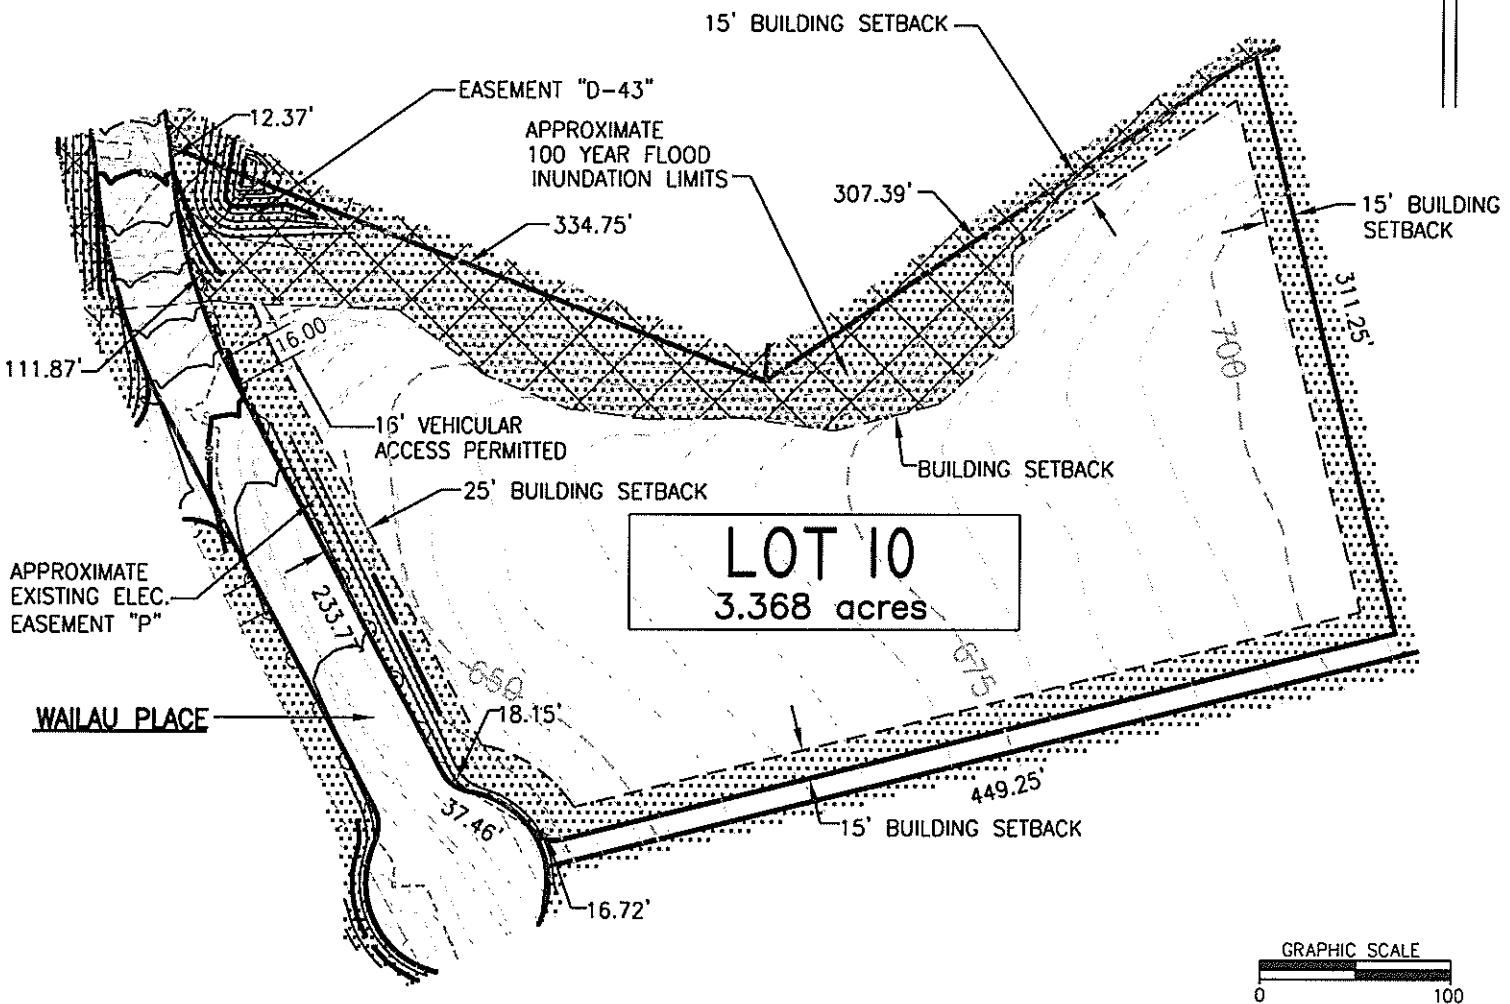 15' BUILDING SETBACK
EASEMENT "D-43"
12.37'
APPROXIMATE
100 YEAR FLOOD
INUNDATION LIMITS
307.39'
334.75'
15' BUILDING
SETBACK
311.25'
16.00
700
111.87'
16' VEHICULAR
ACCESS PERMITTED
BUILDING SETBACK
25' BUILDING SETBACK
LOT 10
3.368 acres
APPROXIMATE
EXISTING ELEC.
EASEMENT "P"
233.7
660
675
WAILAU PLACE
18.15'
37.46'
449.25'
15' BUILDING SETBACK
16.72'
GRAPHIC SCALE
0 100